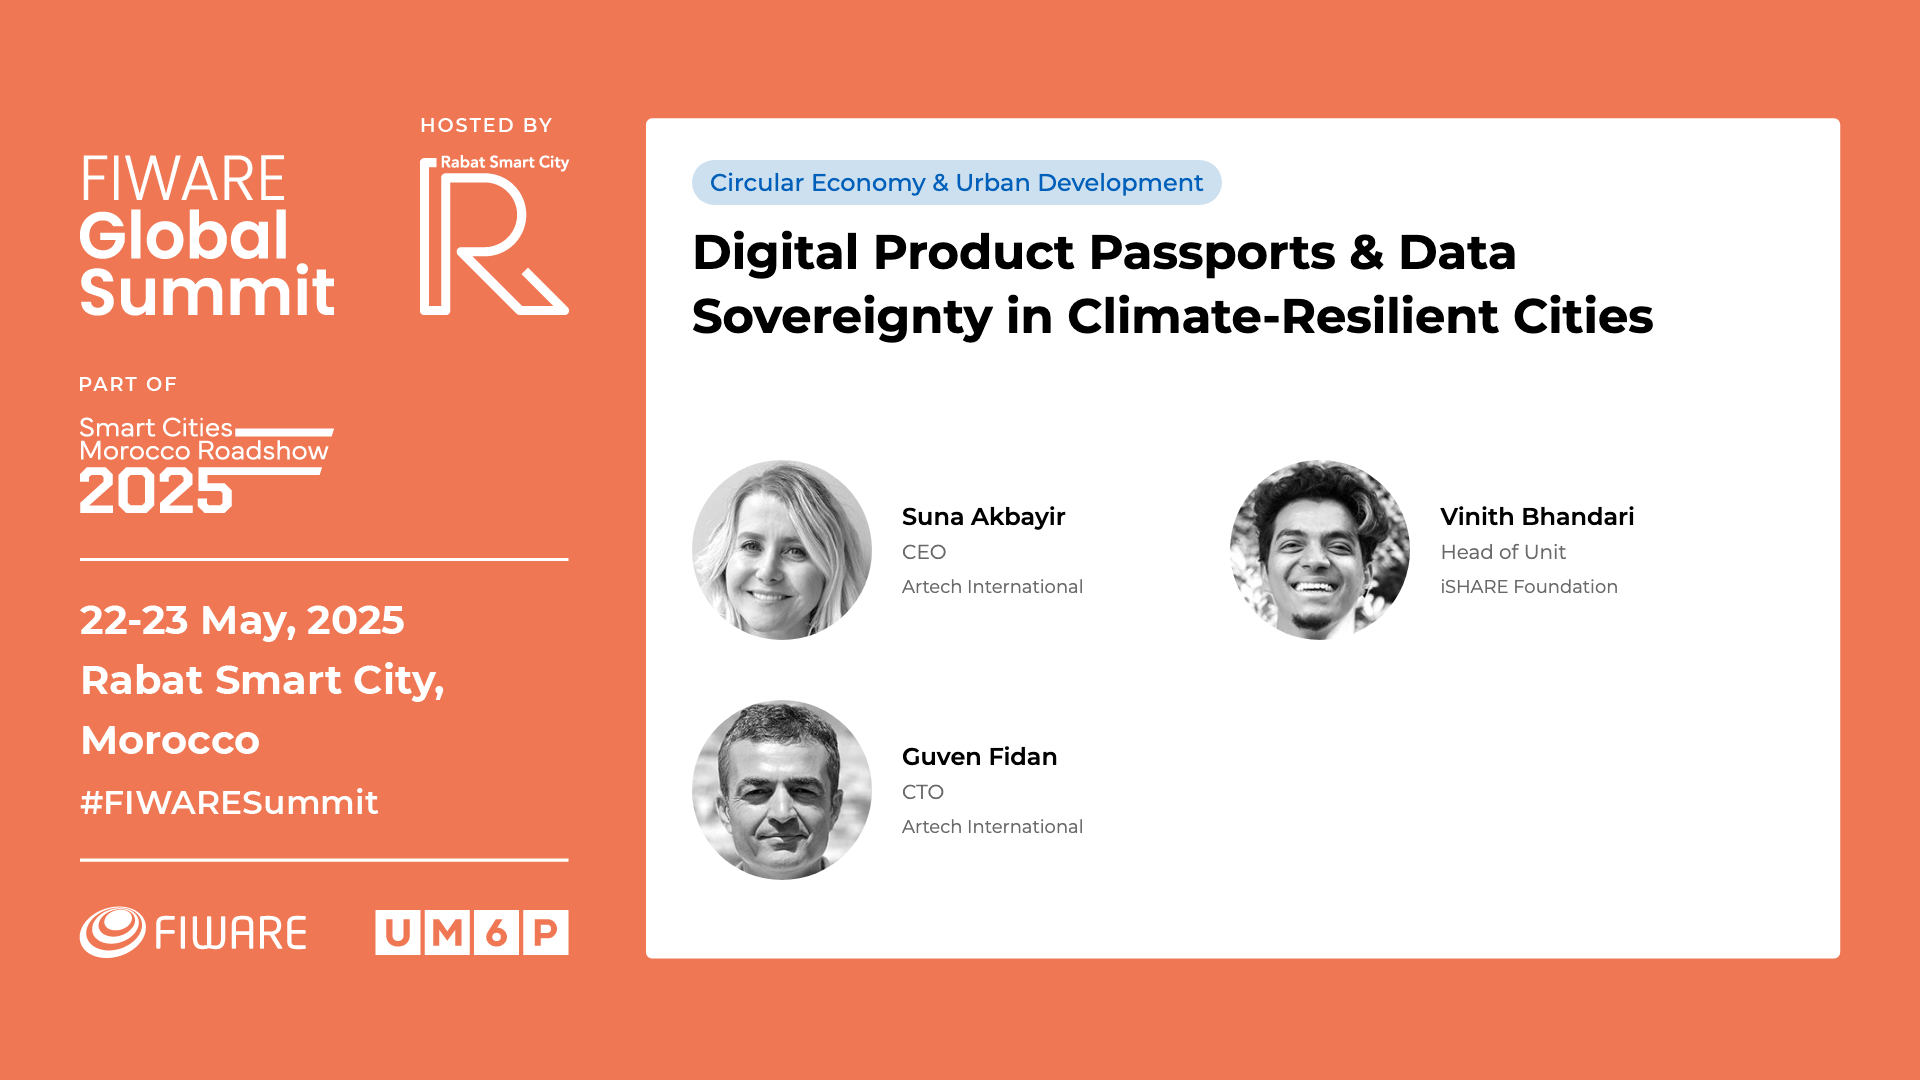 HOSTED BY
FIWARE
Global
Summit
Rabat Smart City
R
PART OF
Smart Cities
Morocco Roadshow
2025
22-23 May, 2025
Rabat Smart City,
Morocco
#FIWARESummit
FIWARE
UM6P
Circular Economy & Urban Development
Digital Product Passports & Data
Sovereignty in Climate-Resilient Cities
Suna Akbayir
CEO
Artech International
Vinith Bhandari
Head of Unit
iSHARE Foundation
Guven Fidan
CTO
Artech International